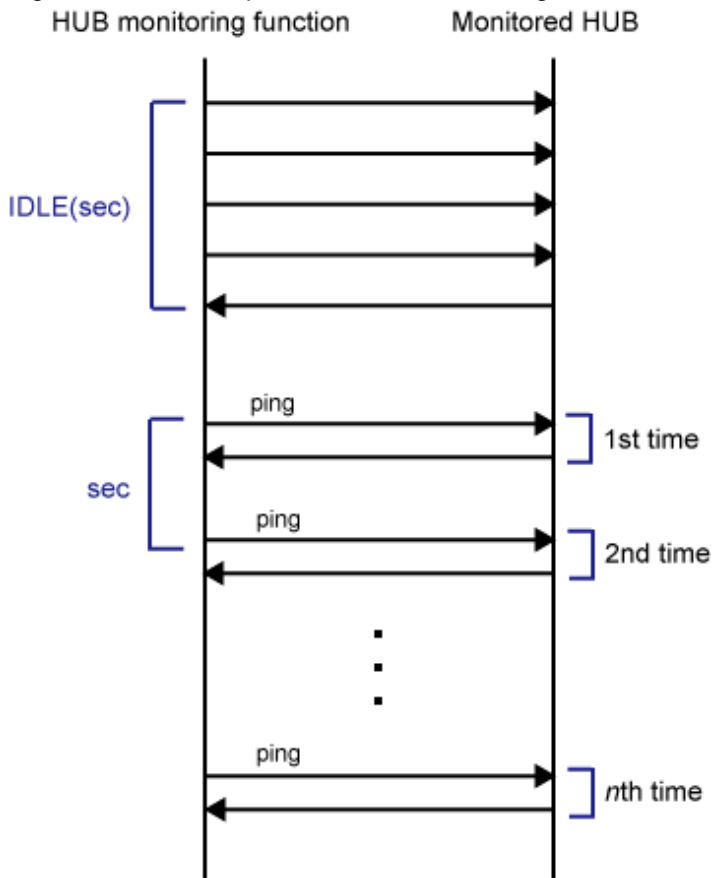 HUB monitoring function Monitored HUB
IDLE(sec)
ping
1st time
sec
ping
2nd time
ping
nth time